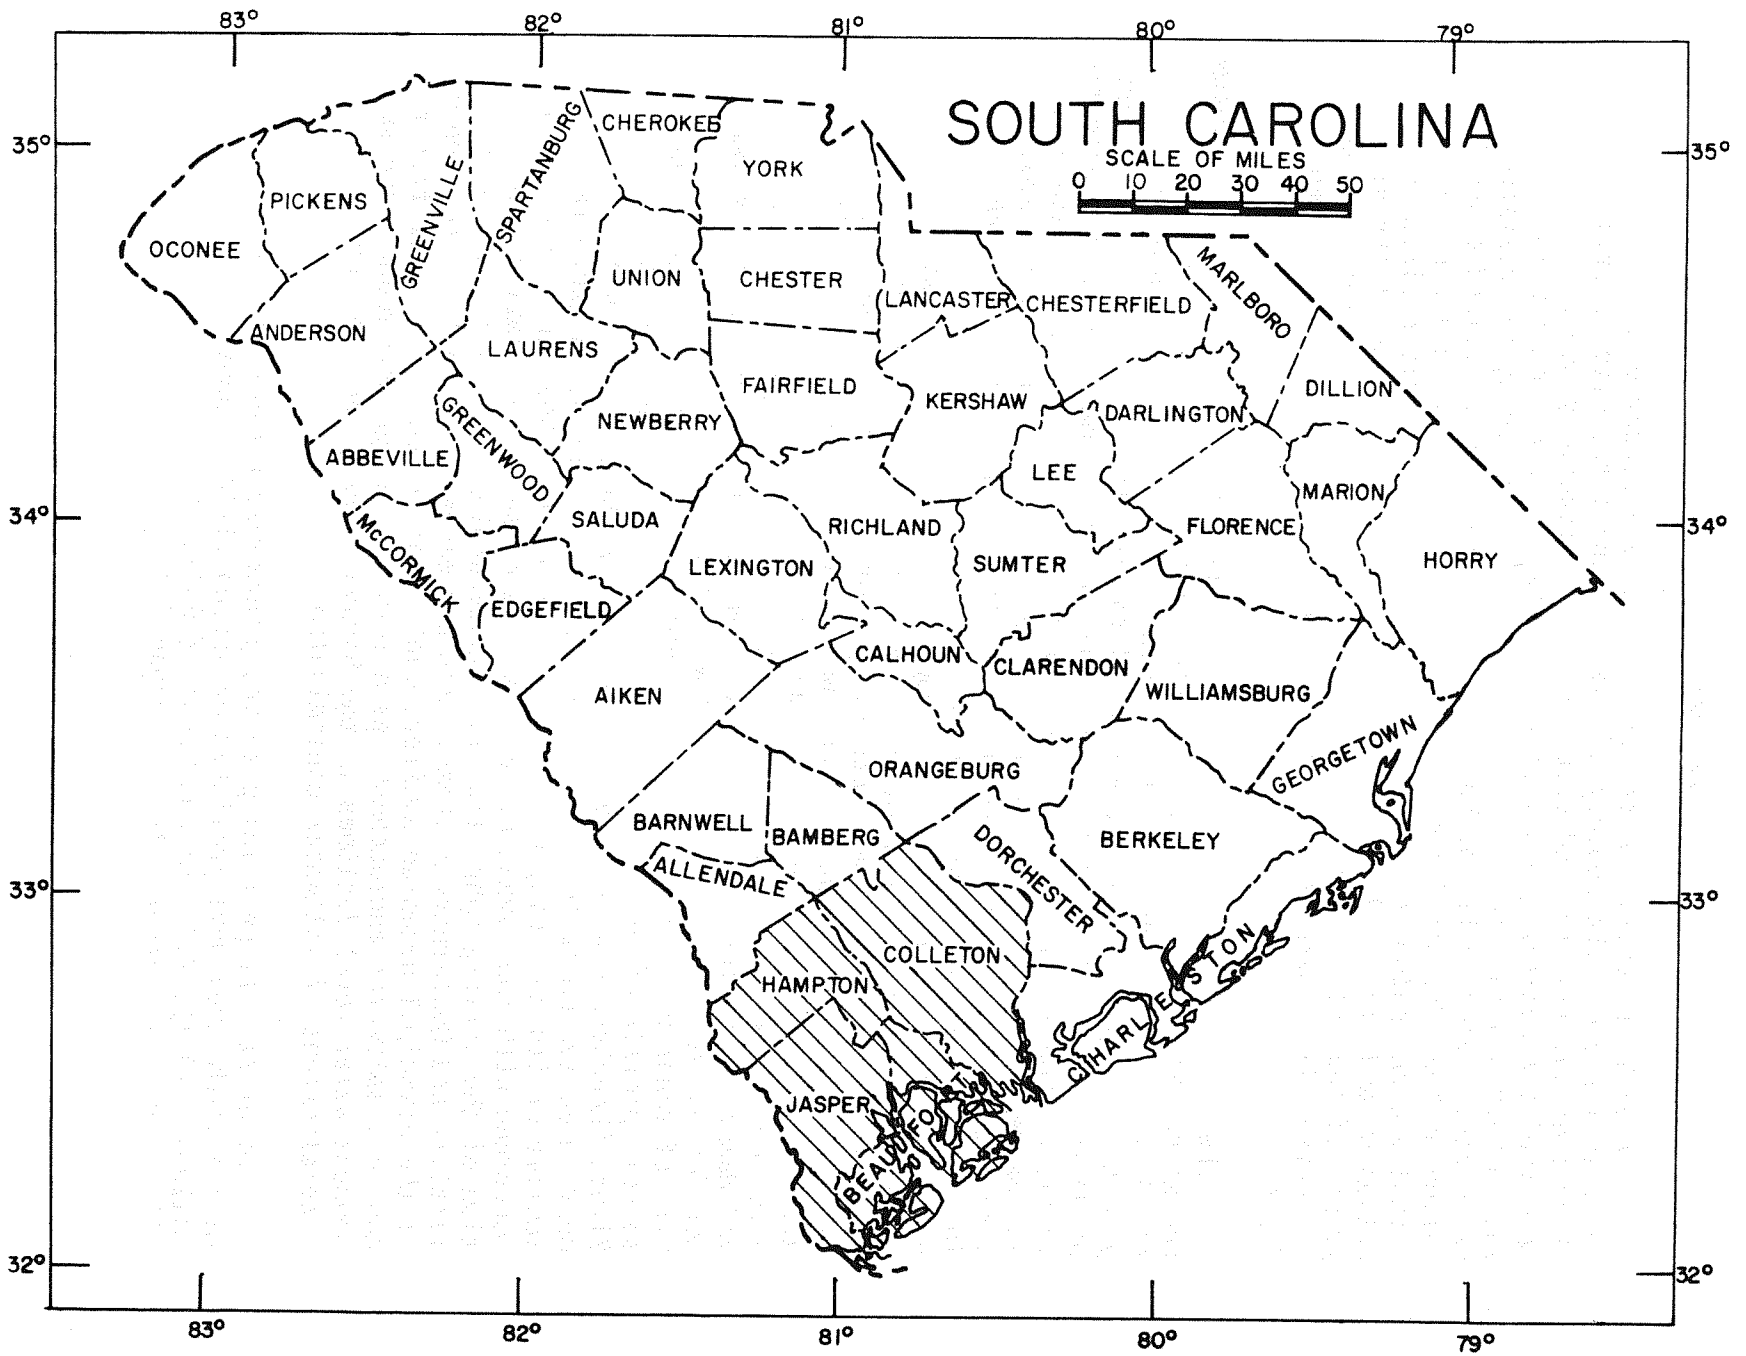 83° 82° 81° 80° 79°
SOUTH CAROLINA
SCALE OF MILES
0 10 20 30 40 50
35° 35°
CHEROKEE
SPARTANBURG
YORK
PICKENS
GREENVILLE
OCONEE
UNION
CHESTER
LANCASTER
CHESTERFIELD
MARLBORO
ANDERSON
LAURENS
FAIRFIELD
KERSHAW
DARLINGTON
DILLION
NEWBERRY
GREENWOOD
ABBEVILLE
LEE
MARION
34° 34°
McCORMICK
SALUDA
RICHLAND
FLORENCE
LEXINGTON
SUMTER
HORRY
EDGEFIELD
CALHOUN
CLARENDON
AIKEN
WILLIAMSBURG
GEORGETOWN
ORANGEBURG
BARNWELL
BAMBERG
DORCHESTER
BERKELEY
ALLENDALE
33° 33°
COLLETON
HAMPTON
CHARLESTON
JASPER
BEAUFORT
32° 32°
83° 82° 81° 80° 79°